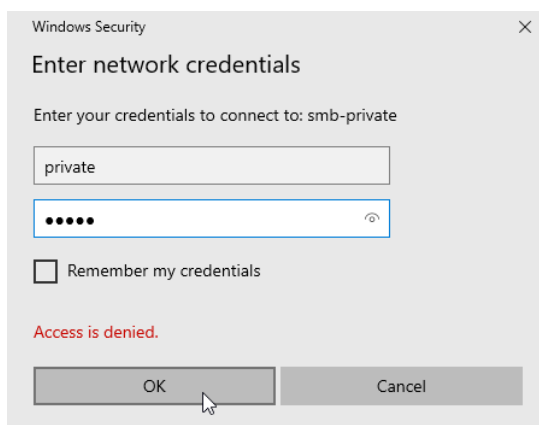 Windows Security
Enter network credentials
Enter your credentials to connect to: smb-private
private
●●●●●
Remember my credentials
Access is denied.
OK
Cancel